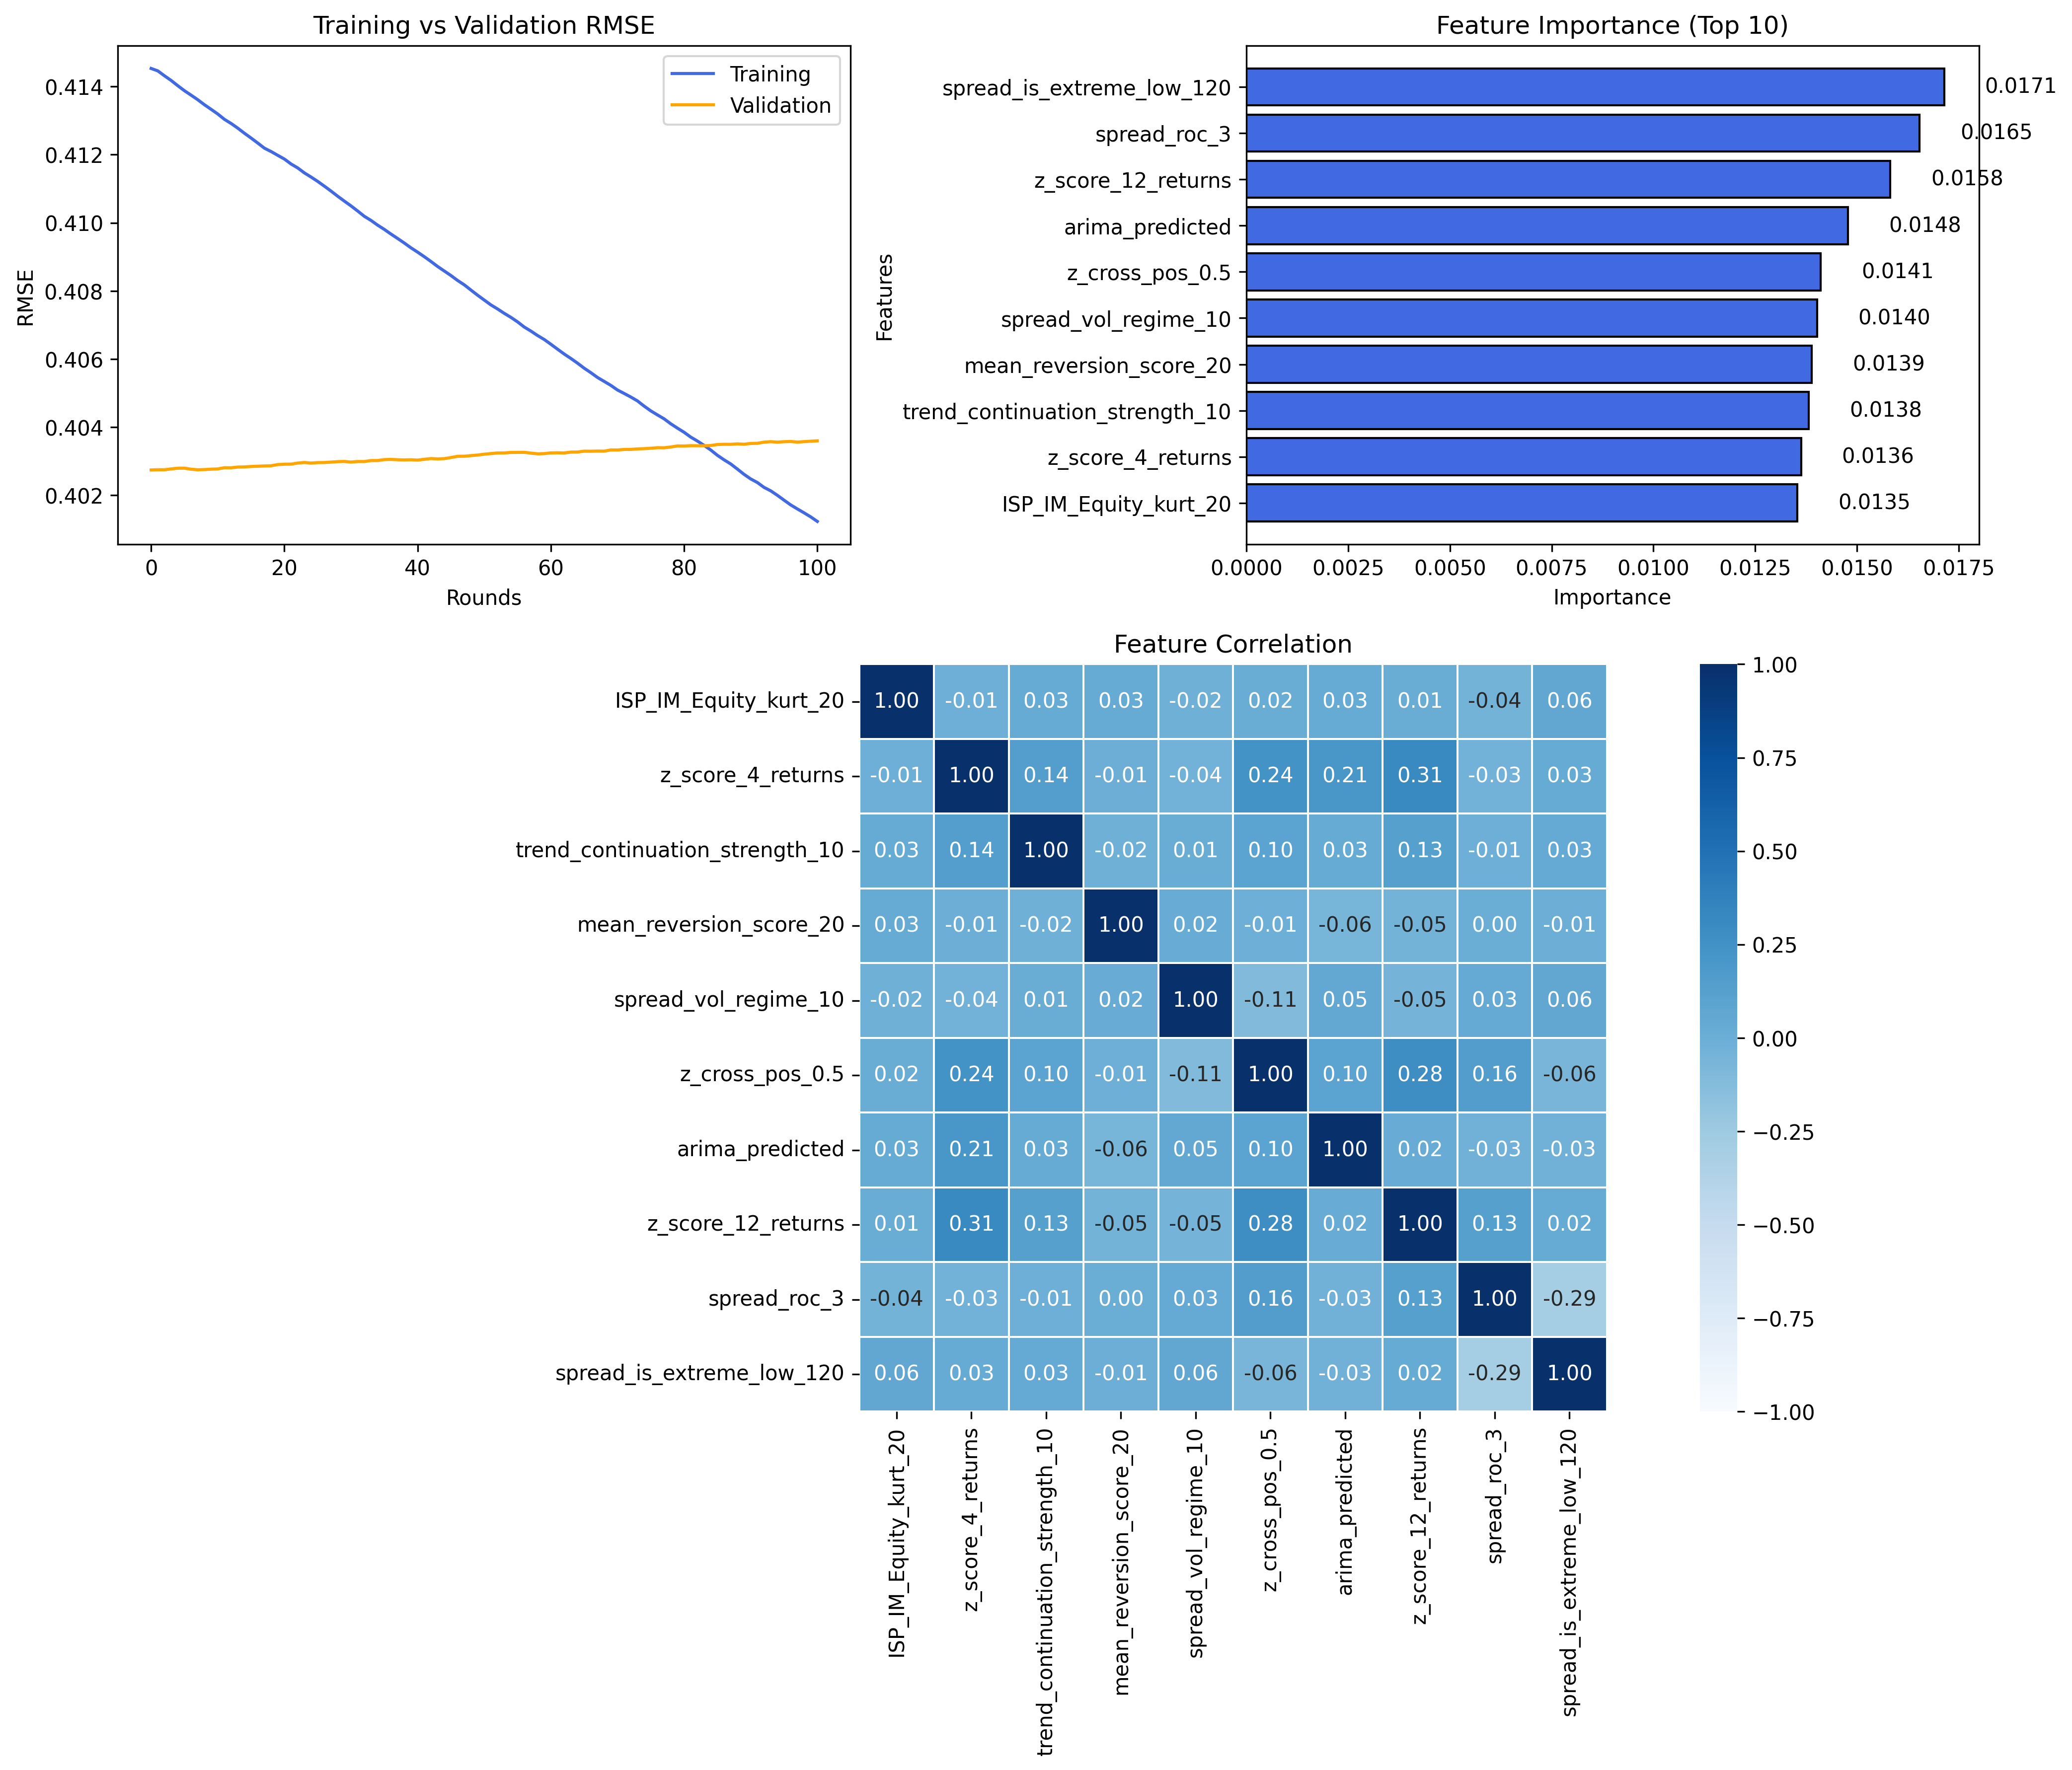 Training vs Validation RMSE
RMSE
0.414
0.412
0.410
0.408
0.406
0.404
0.402
Training
Validation
0 20 40 60 80 100
Rounds
Feature Importance (Top 10)
Features
spread_is_extreme_low_120 0.0171
spread_roc_3 0.0165
z_score_12_returns 0.0158
arima_predicted 0.0148
z_cross_pos_0.5 0.0141
spread_vol_regime_10 0.0140
mean_reversion_score_20 0.0139
trend_continuation_strength_10 0.0138
z_score_4_returns 0.0136
ISP_IM_Equity_kurt_20 0.0135
0.0000 0.0025 0.0050 0.0075 0.0100 0.0125 0.0150 0.0175
Importance
Feature Correlation
ISP_IM_Equity_kurt_20 1.00 -0.01 0.03 0.03 -0.02 0.02 0.03 0.01 -0.04 0.06
z_score_4_returns -0.01 1.00 0.14 -0.01 -0.04 0.24 0.21 0.31 -0.03 0.03
trend_continuation_strength_10 0.03 0.14 1.00 -0.02 0.01 0.10 0.03 0.13 -0.01 0.03
mean_reversion_score_20 0.03 -0.01 -0.02 1.00 0.02 -0.01 -0.06 -0.05 0.00 -0.01
spread_vol_regime_10 -0.02 -0.04 0.01 0.02 1.00 -0.11 0.05 -0.05 0.03 0.06
z_cross_pos_0.5 0.02 0.24 0.10 -0.01 -0.11 1.00 0.10 0.28 0.16 -0.06
arima_predicted 0.03 0.21 0.03 -0.06 0.05 0.10 1.00 0.02 -0.03 -0.03
z_score_12_returns 0.01 0.31 0.13 -0.05 -0.05 0.28 0.02 1.00 0.13 0.02
spread_roc_3 -0.04 -0.03 -0.01 0.00 0.03 0.16 -0.03 0.13 1.00 -0.29
spread_is_extreme_low_120 0.06 0.03 0.03 -0.01 0.06 -0.06 -0.03 0.02 -0.29 1.00
ISP_IM_Equity_kurt_20
z_score_4_returns
trend_continuation_strength_10
mean_reversion_score_20
spread_vol_regime_10
z_cross_pos_0.5
arima_predicted
z_score_12_returns
spread_roc_3
spread_is_extreme_low_120
1.00
0.75
0.50
0.25
0.00
−0.25
−0.50
−0.75
−1.00